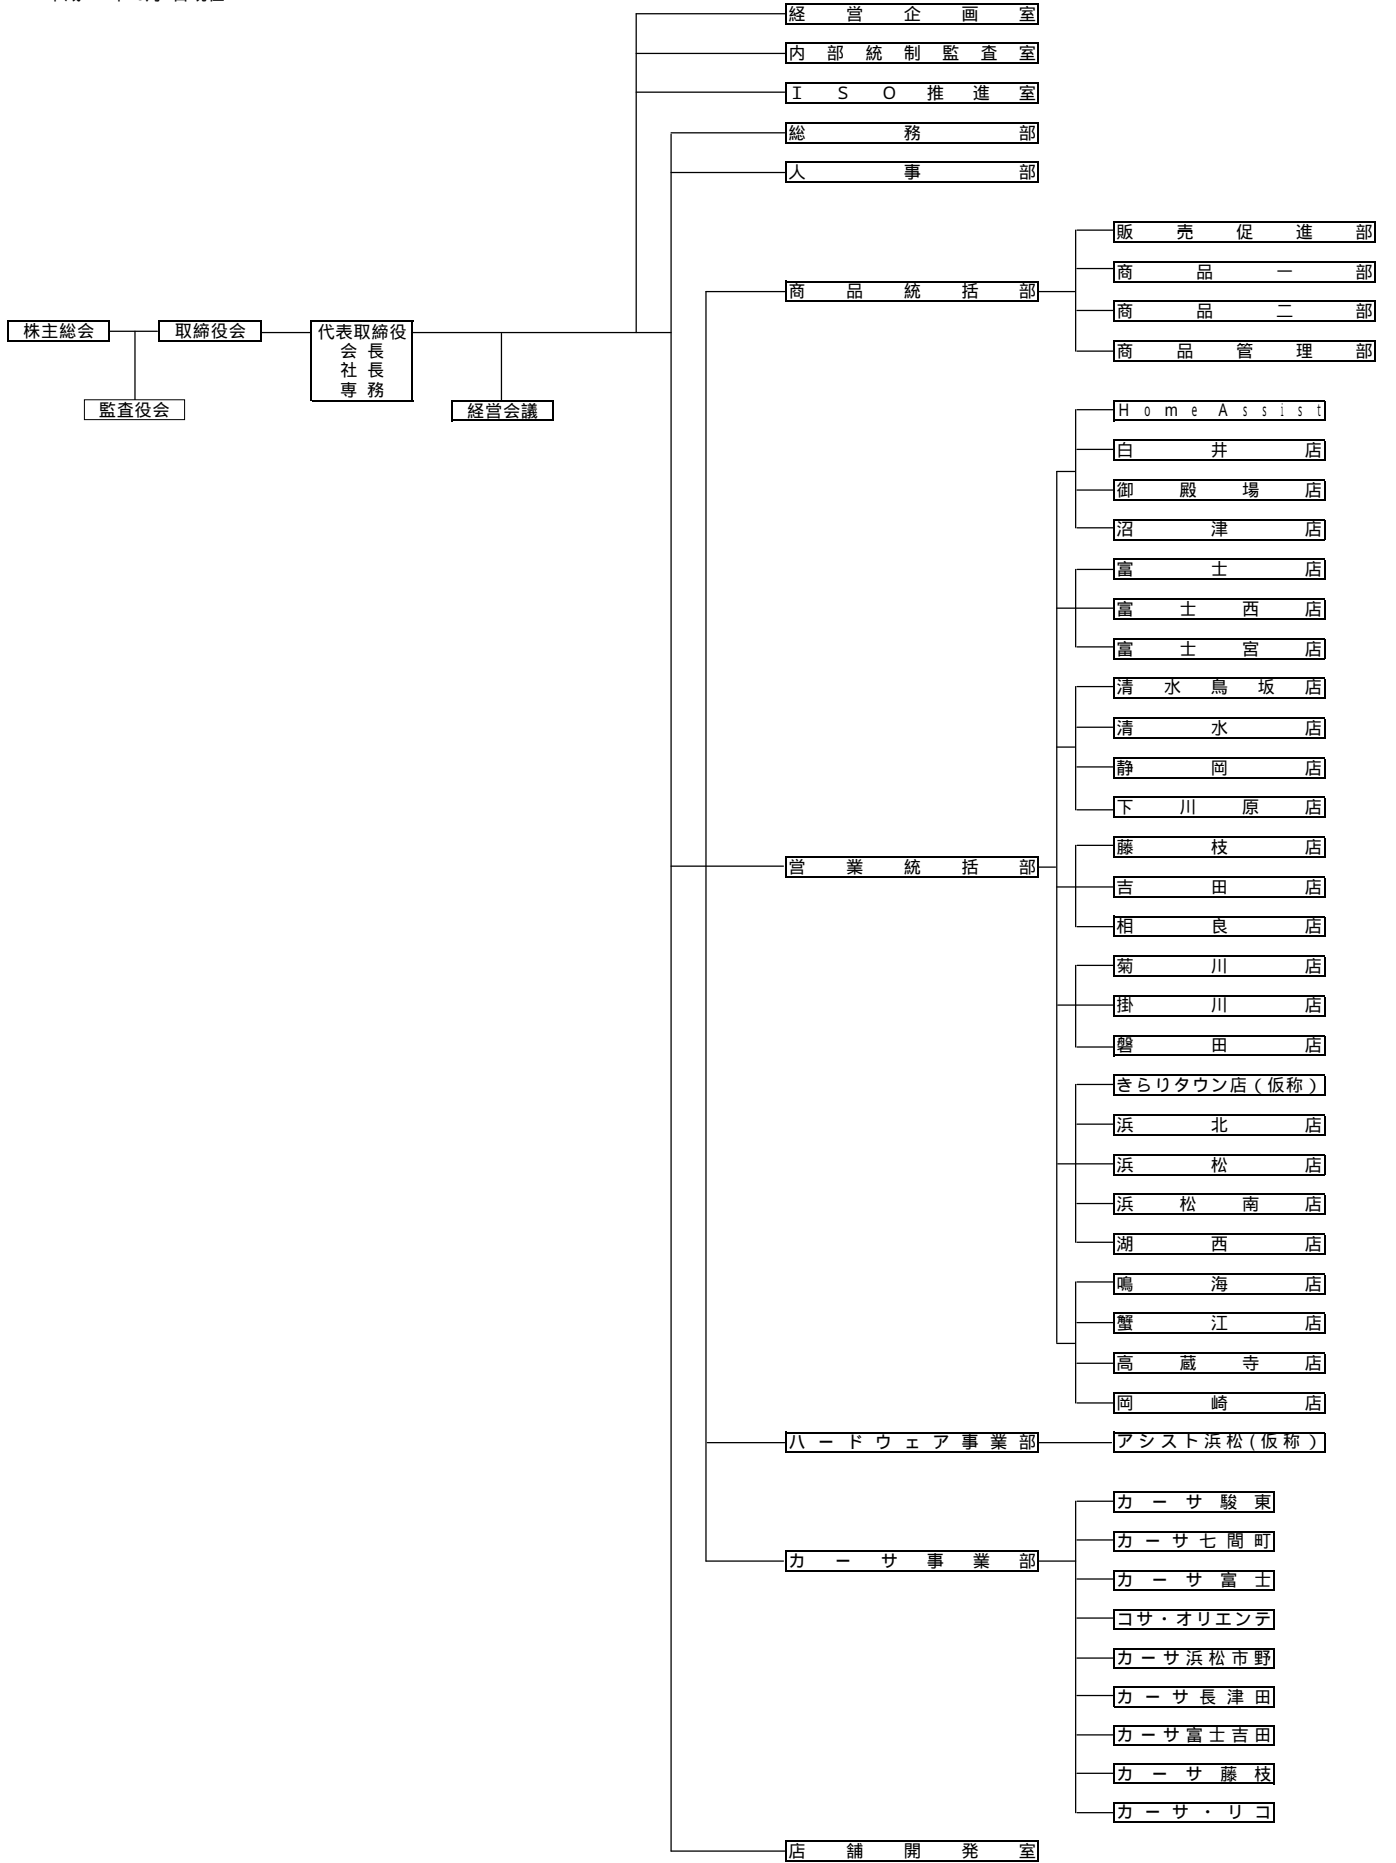 経営企画室
内部統制監査室
ＩＳＯ推進室
総務部
人事部
販売促進部
商品一部
商品統括部
商品二部
株主総会
取締役会
代表取締役
会長
社長
専務
商品管理部
監査役会
経営会議
Home Assist
白井店
御殿場店
沼津店
富士店
富士西店
富士宮店
清水鳥坂店
清水店
静岡店
下川原店
藤枝店
営業統括部
吉田店
相良店
菊川店
掛川店
磐田店
きらりタウン店(仮称)
浜北店
浜松店
浜松南店
湖西店
鳴海店
蟹江店
高蔵寺店
岡崎店
ハードウェア事業部
アシスト浜松(仮称)
カーサ駿東
カーサ七間町
カーサ事業部
カーサ富士
コサ・オリエンテ
カーサ浜松市野
カーサ長津田
カーサ富士吉田
カーサ藤枝
カーサ・リコ
店舗開発室